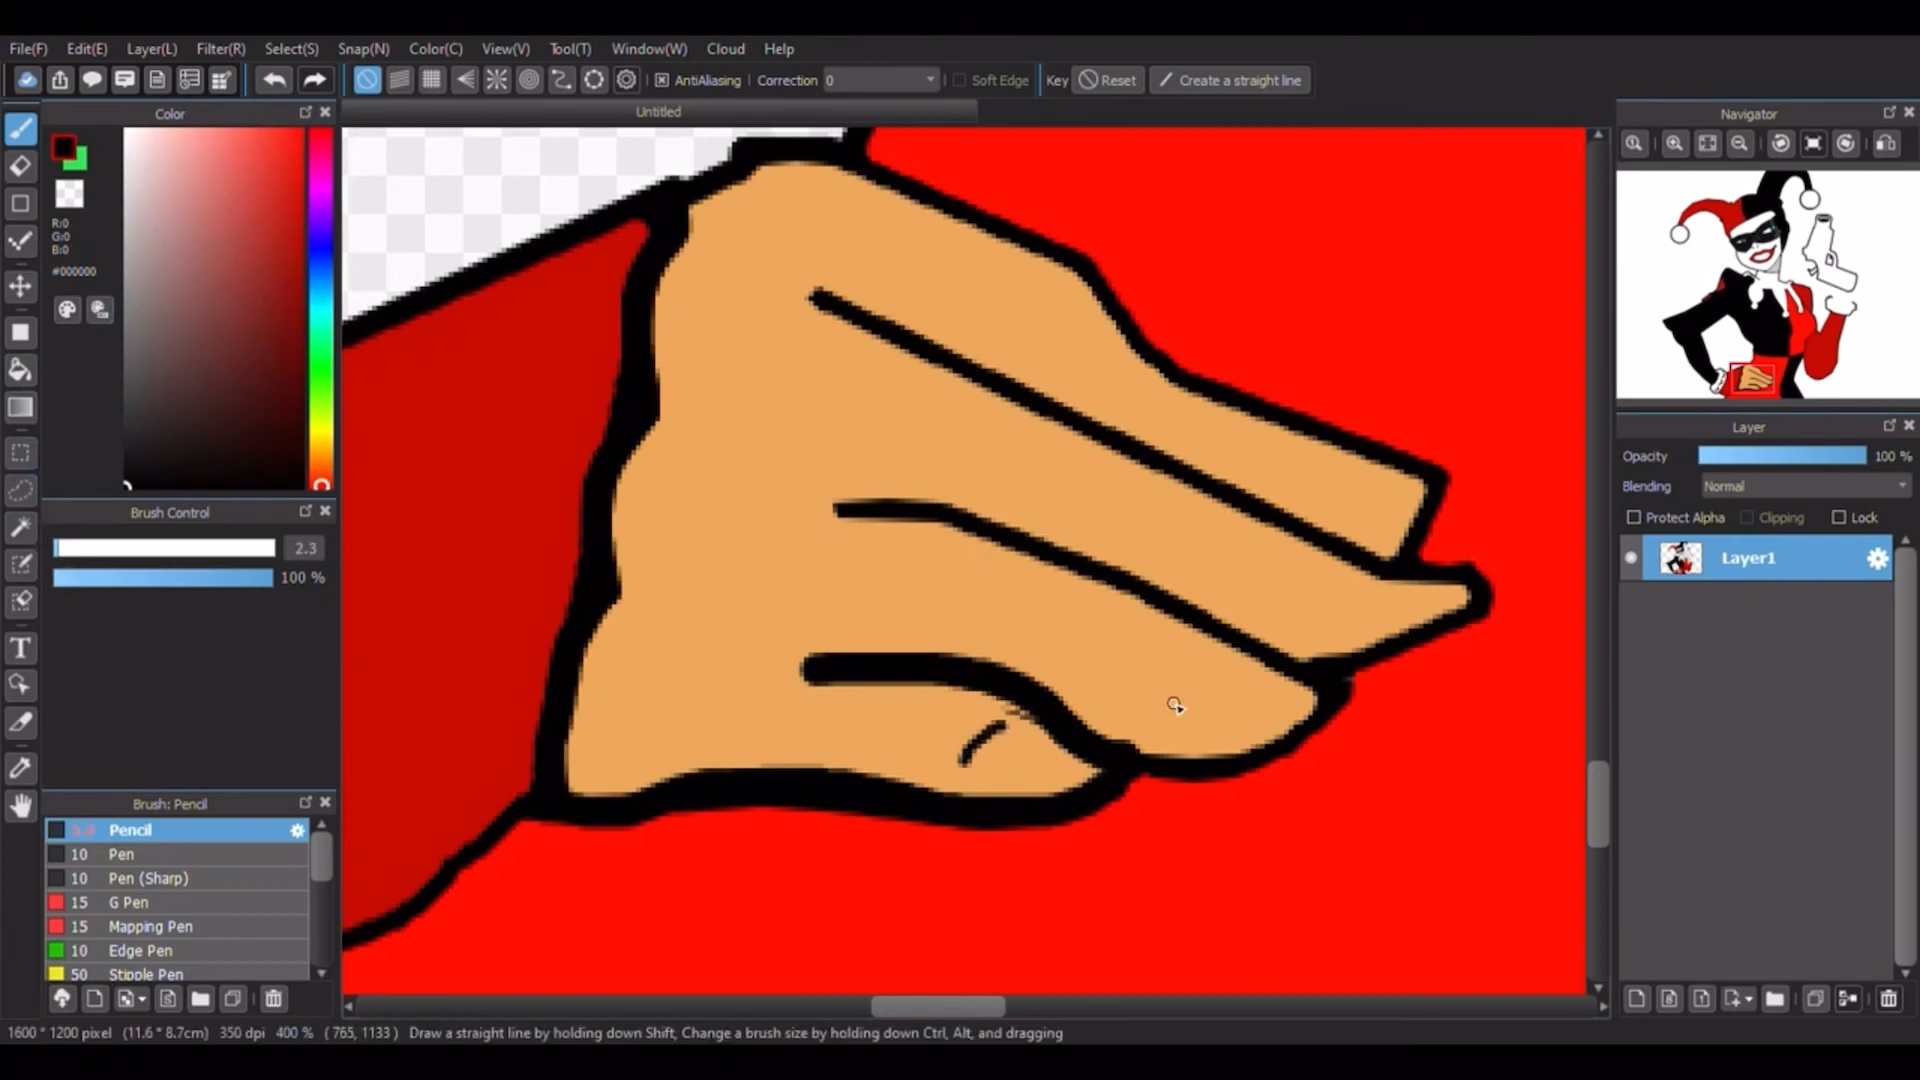 File(F) Edit(E) Layer(L) Filter(R) Select(S) Snap(N) Color(C) View(V) Tool(T) Window(W) Cloud Help
AntiAliasing Correction 0 Soft Edge Key Reset Create a straight line
Color
Untitled
Navigator
R:0
G:0
B:0
#000000
Layer
Opacity 100 %
Blending Normal
Protect Alpha Clipping Lock
Layer1
Brush Control
2.3
100 %
T
Brush: Pencil
Pencil
10 Pen
10 Pen (Sharp)
15 G Pen
15 Mapping Pen
10 Edge Pen
50 Stipple Pen
1600 * 1200 pixel (11.6 * 8.7cm) 350 dpi 400 % ( 765, 1133 ) Draw a straight line by holding down Shift, Change a brush size by holding down Ctrl, Alt, and dragging